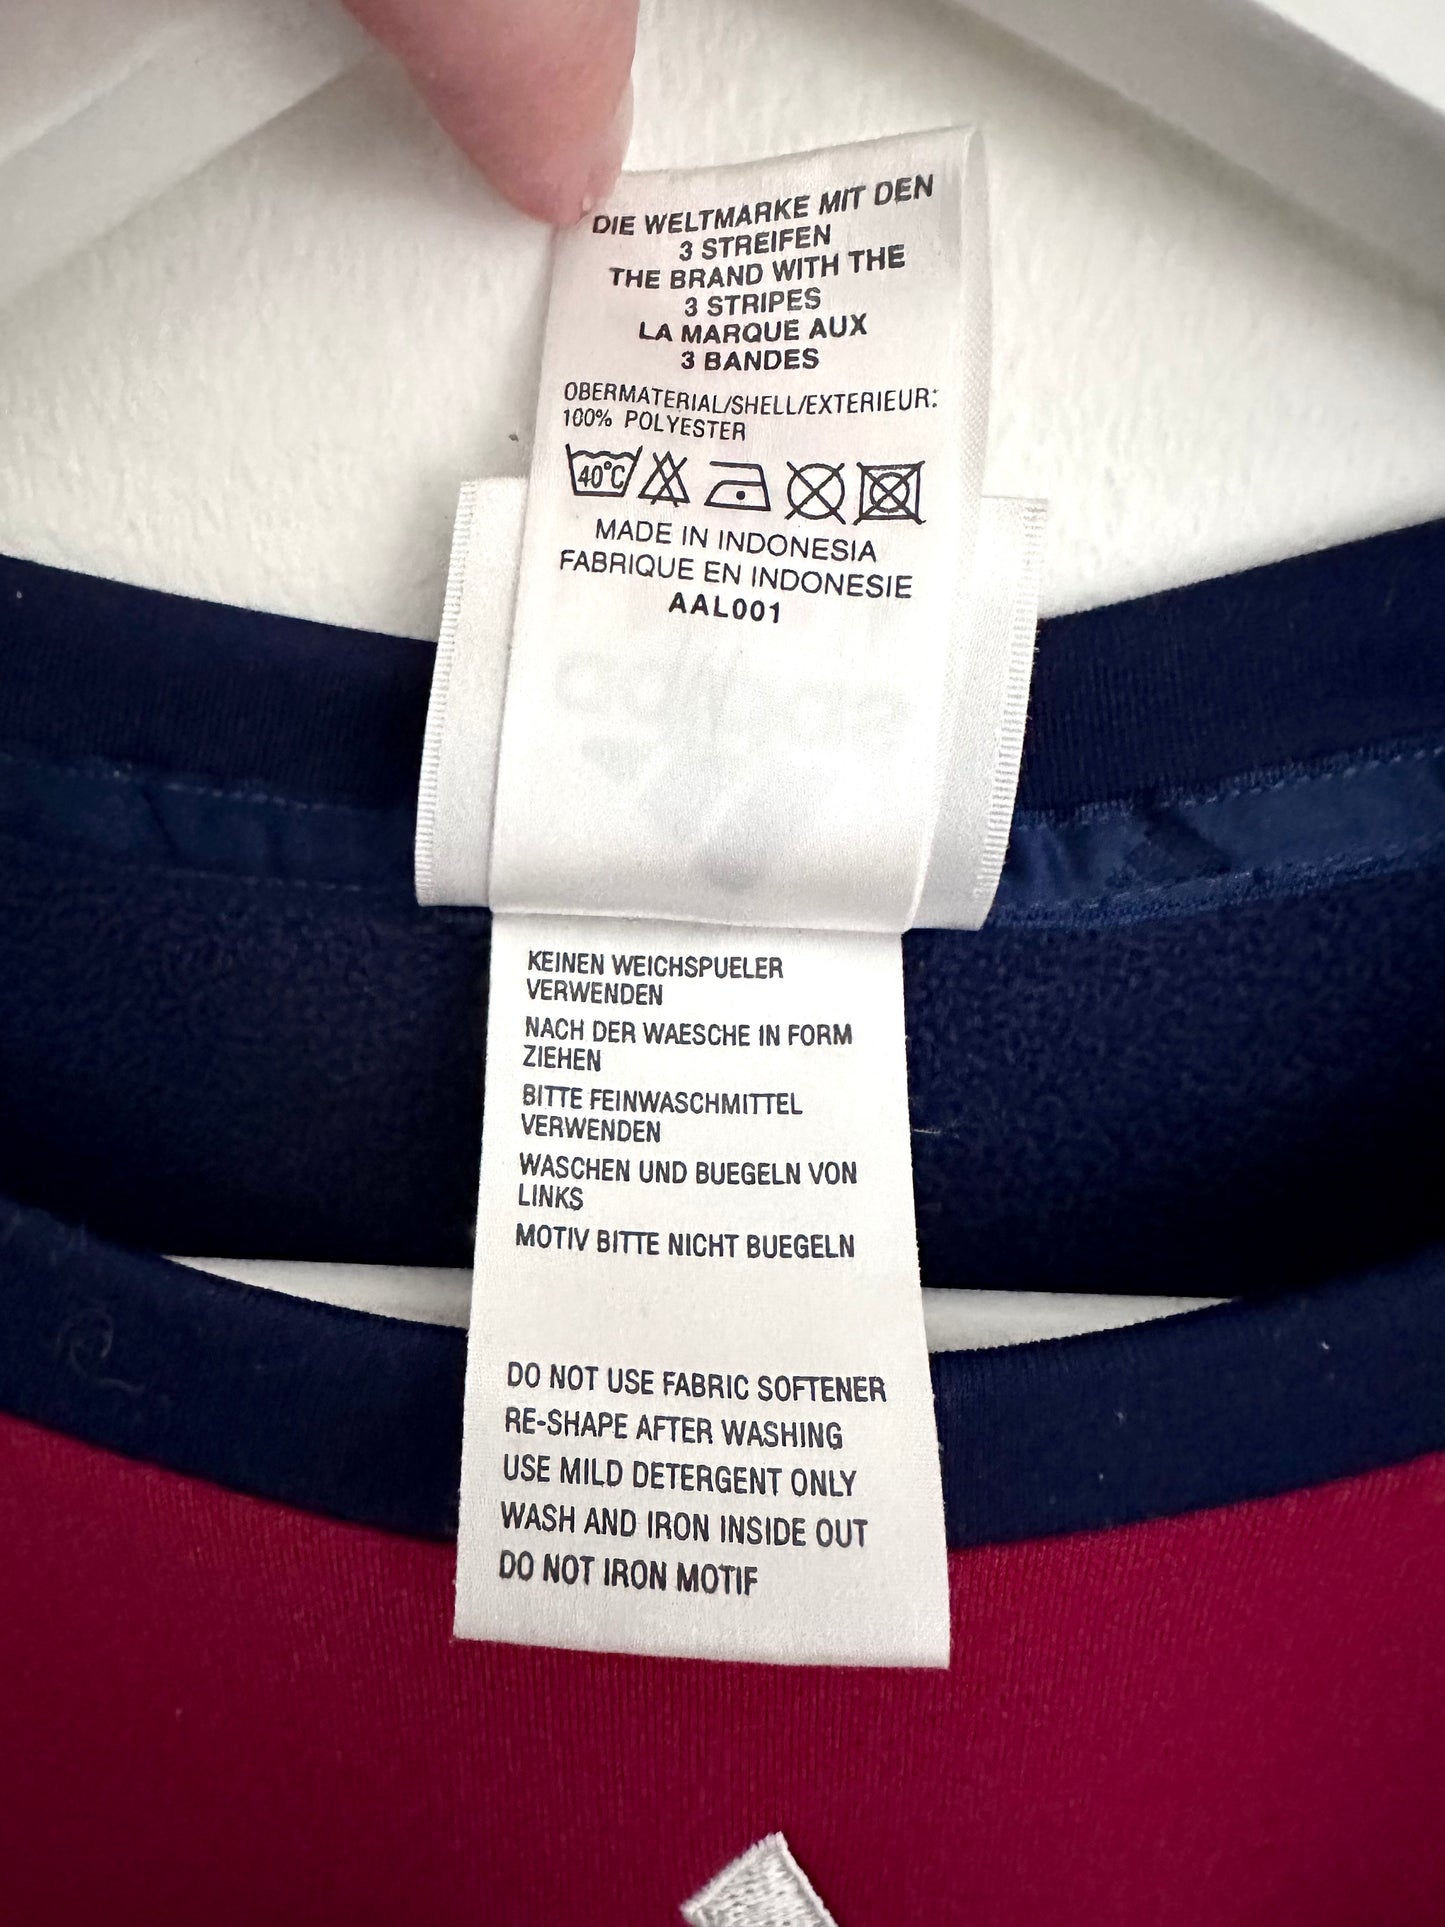 DIE WELTMARKE MIT DEN
3 STREIFEN
THE BRAND WITH THE
3 STRIPES
LA MARQUE AUX
3 BANDES
OBERMATERIAL/SHELL/EXTERIEUR:
100% POLYESTER
40°C
MADE IN INDONESIA
FABRIQUE EN INDONESIE
AAL001
adidas
KEINEN WEICHSPUELER
VERWENDEN
NACH DER WAESCHE IN FORM
ZIEHEN
BITTE FEINWASCHMITTEL
VERWENDEN
WASCHEN UND BUEGELN VON
LINKS
MOTIV BITTE NICHT BUEGELN
DO NOT USE FABRIC SOFTENER
RE-SHAPE AFTER WASHING
USE MILD DETERGENT ONLY
WASH AND IRON INSIDE OUT
DO NOT IRON MOTIF